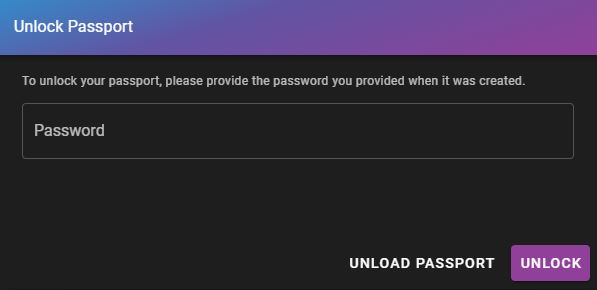 Unlock Passport
To unlock your passport, please provide the password you provided when it was created.
Password
UNLOAD PASSPORT
UNLOCK